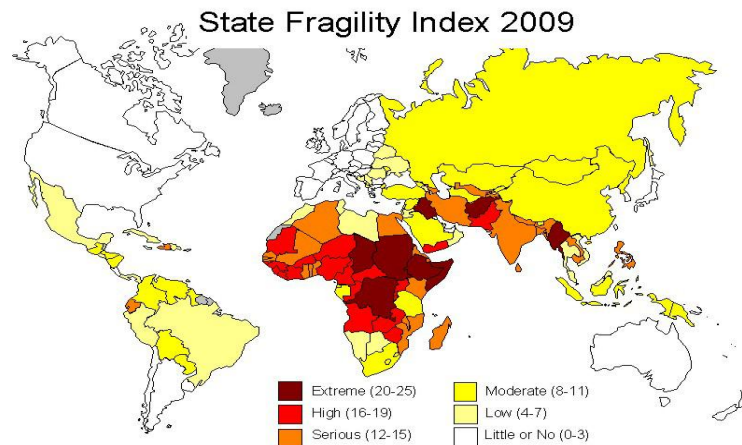 State Fragility Index 2009
Extreme (20-25)
High (16-19)
Serious (12-15)
Moderate (8-11)
Low (4-7)
Little or No (0-3)